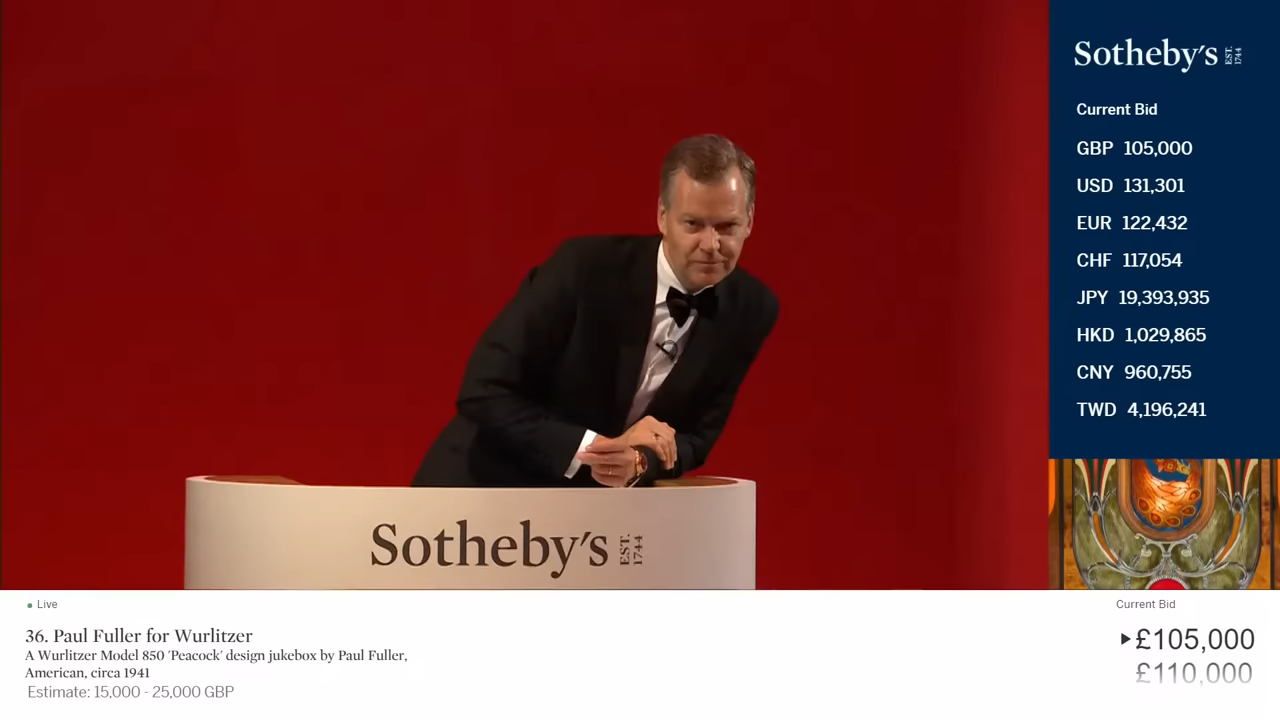 Sotheby's EST. 1744
Current Bid
GBP 105,000
USD 131,301
EUR 122,432
CHF 117,054
JPY 19,393,935
HKD 1,029,865
CNY 960,755
TWD 4,196,241
Sotheby's EST. 1744
Live
36. Paul Fuller for Wurlitzer
A Wurlitzer Model 850 'Peacock' design jukebox by Paul Fuller,
American, circa 1941
Estimate: 15,000 - 25,000 GBP
Current Bid
£105,000
£110,000